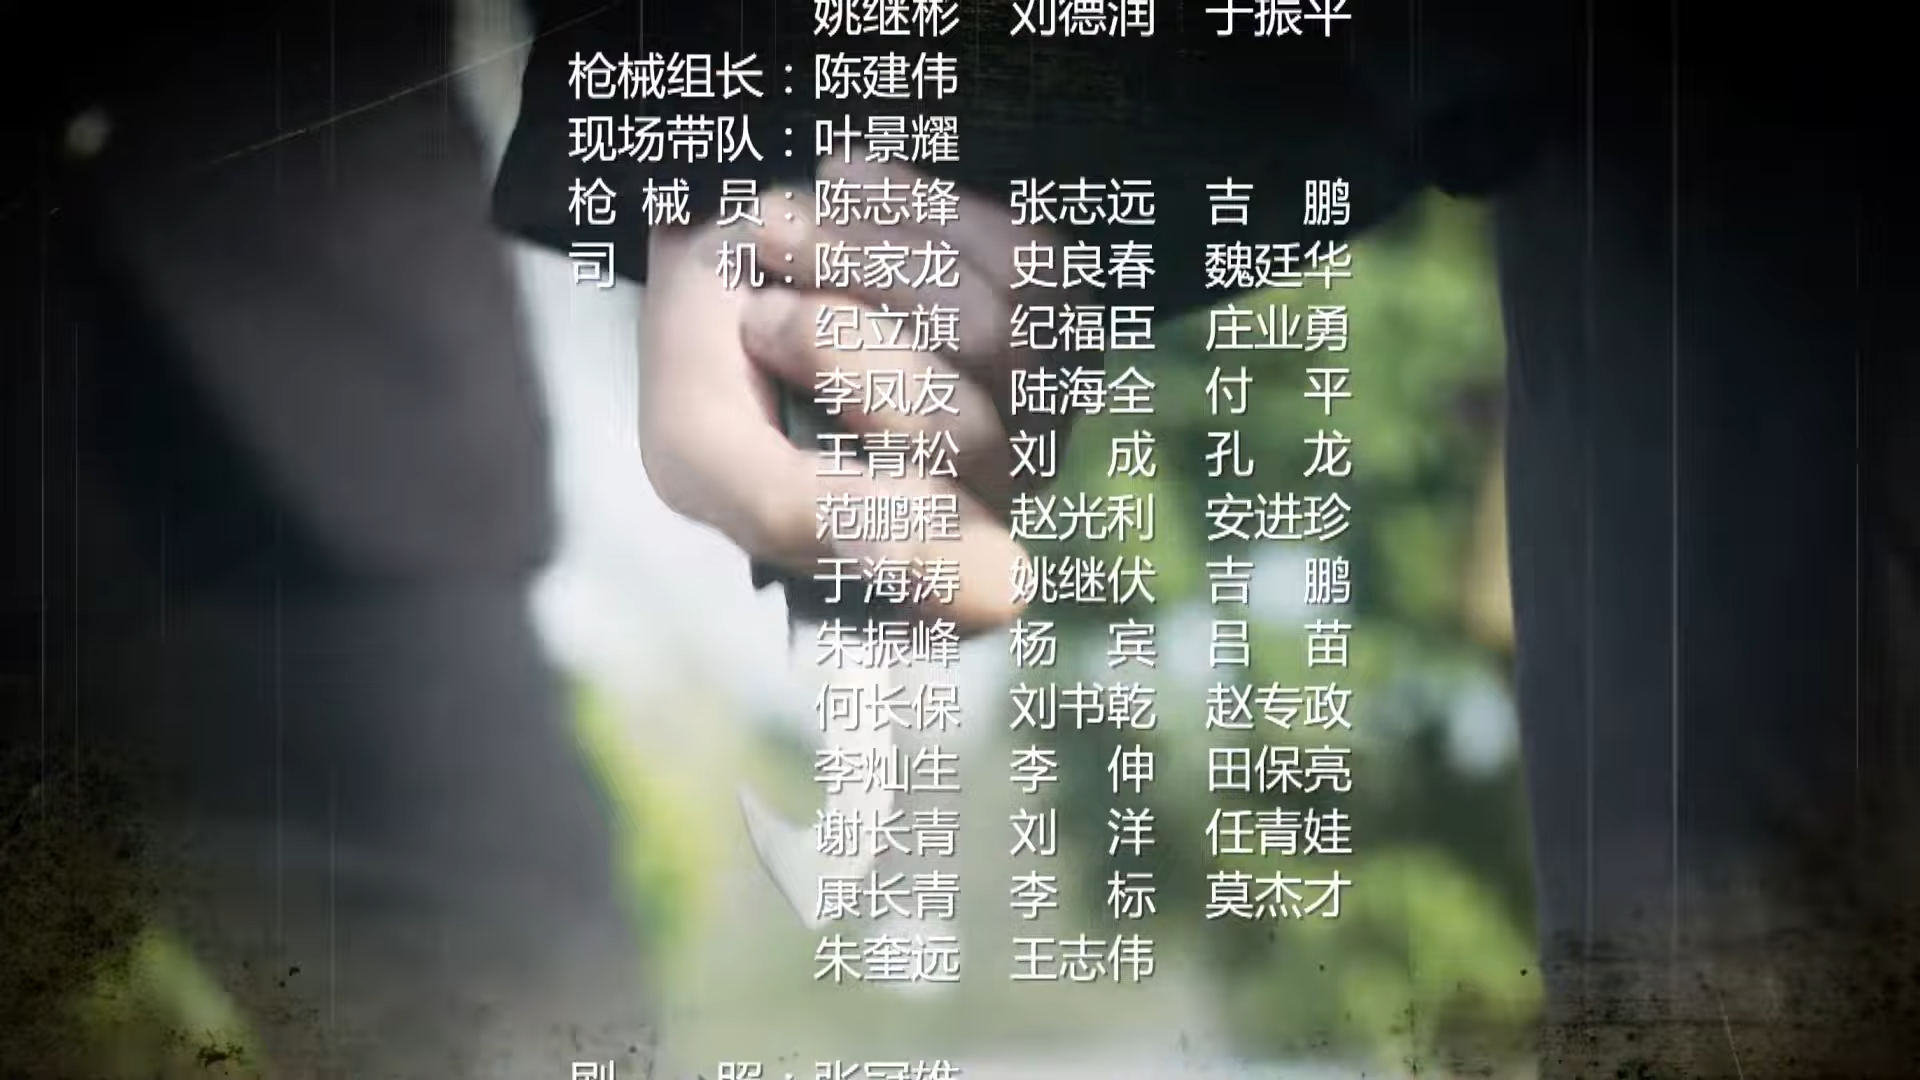 姚继彬 刘德润 于振平
枪械组长：陈建伟
现场带队：叶景耀
枪械员：陈志锋 张志远 吉鹏
司机：陈家龙 史良春 魏廷华
纪立旗 纪福臣 庄业勇
李凤友 陆海全 付平
王青松 刘成 孔龙
范鹏程 赵光利 安进珍
于海涛 姚继伏 吉鹏
朱振峰 杨宾 吕苗
何长保 刘书乾 赵专政
李灿生 李伸 田保亮
谢长青 刘洋 任青娃
康长青 李标 莫杰才
朱奎远 王志伟
剧照：张冠雄